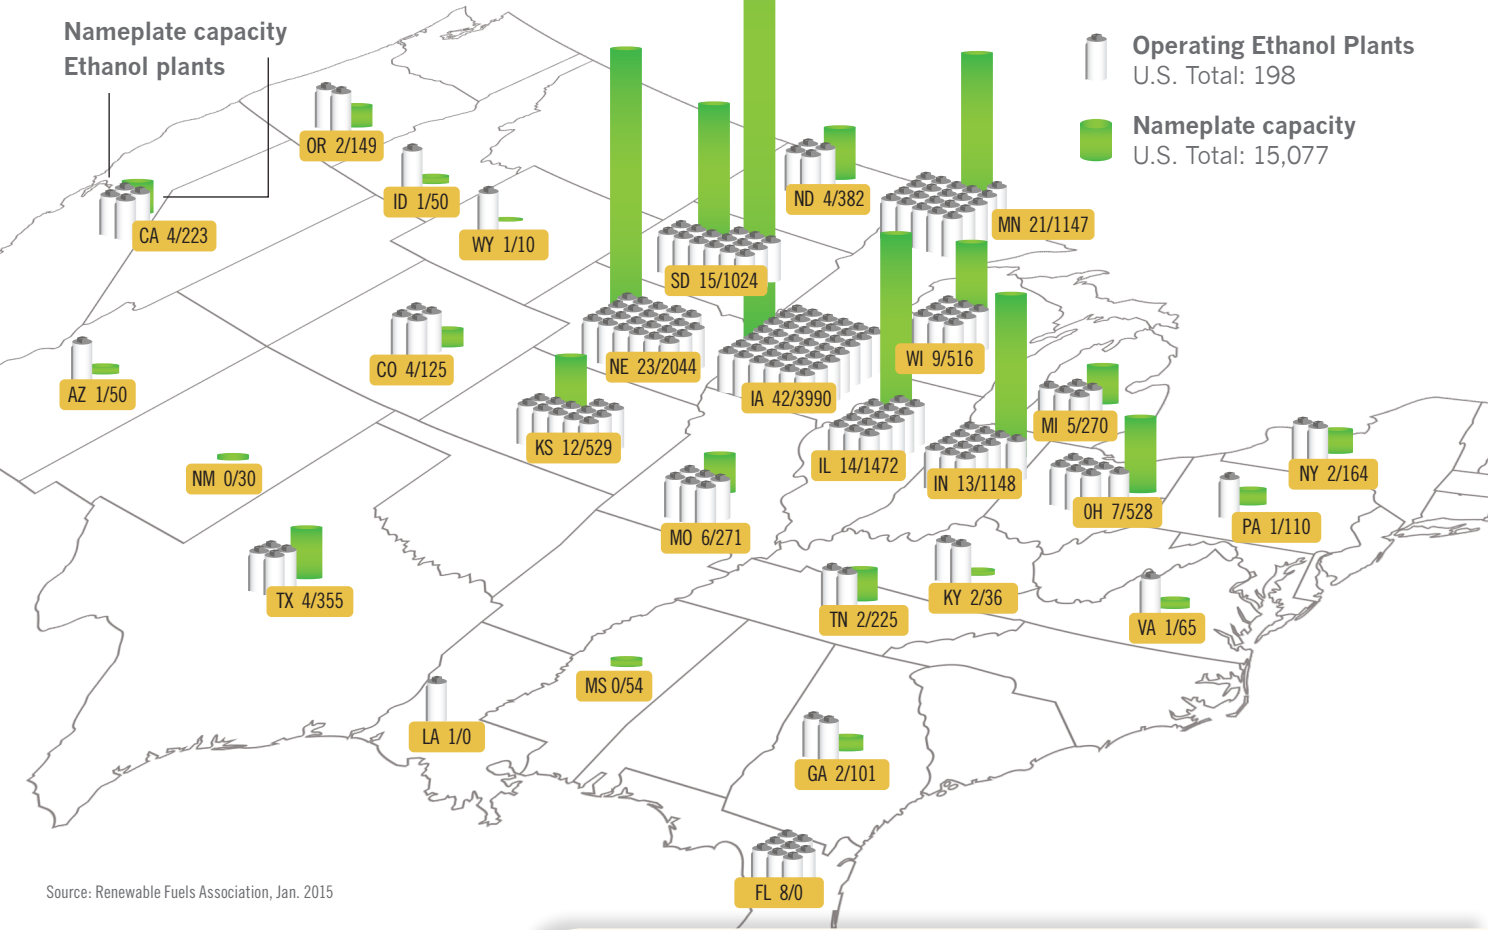 Nameplate capacity
Ethanol plants
Operating Ethanol Plants
U.S. Total: 198
Nameplate capacity
U.S. Total: 15,077
OR 2/149
ID 1/50
ND 4/382
CA 4/223
WY 1/10
MN 21/1147
SD 15/1024
CO 4/125
NE 23/2044
WI 9/516
AZ 1/50
IA 42/3990
MI 5/270
KS 12/529
IL 14/1472
NM 0/30
IN 13/1148
NY 2/164
OH 7/528
PA 1/110
MO 6/271
TX 4/355
KY 2/36
TN 2/225
VA 1/65
MS 0/54
LA 1/0
GA 2/101
FL 8/0
Source: Renewable Fuels Association, Jan. 2015